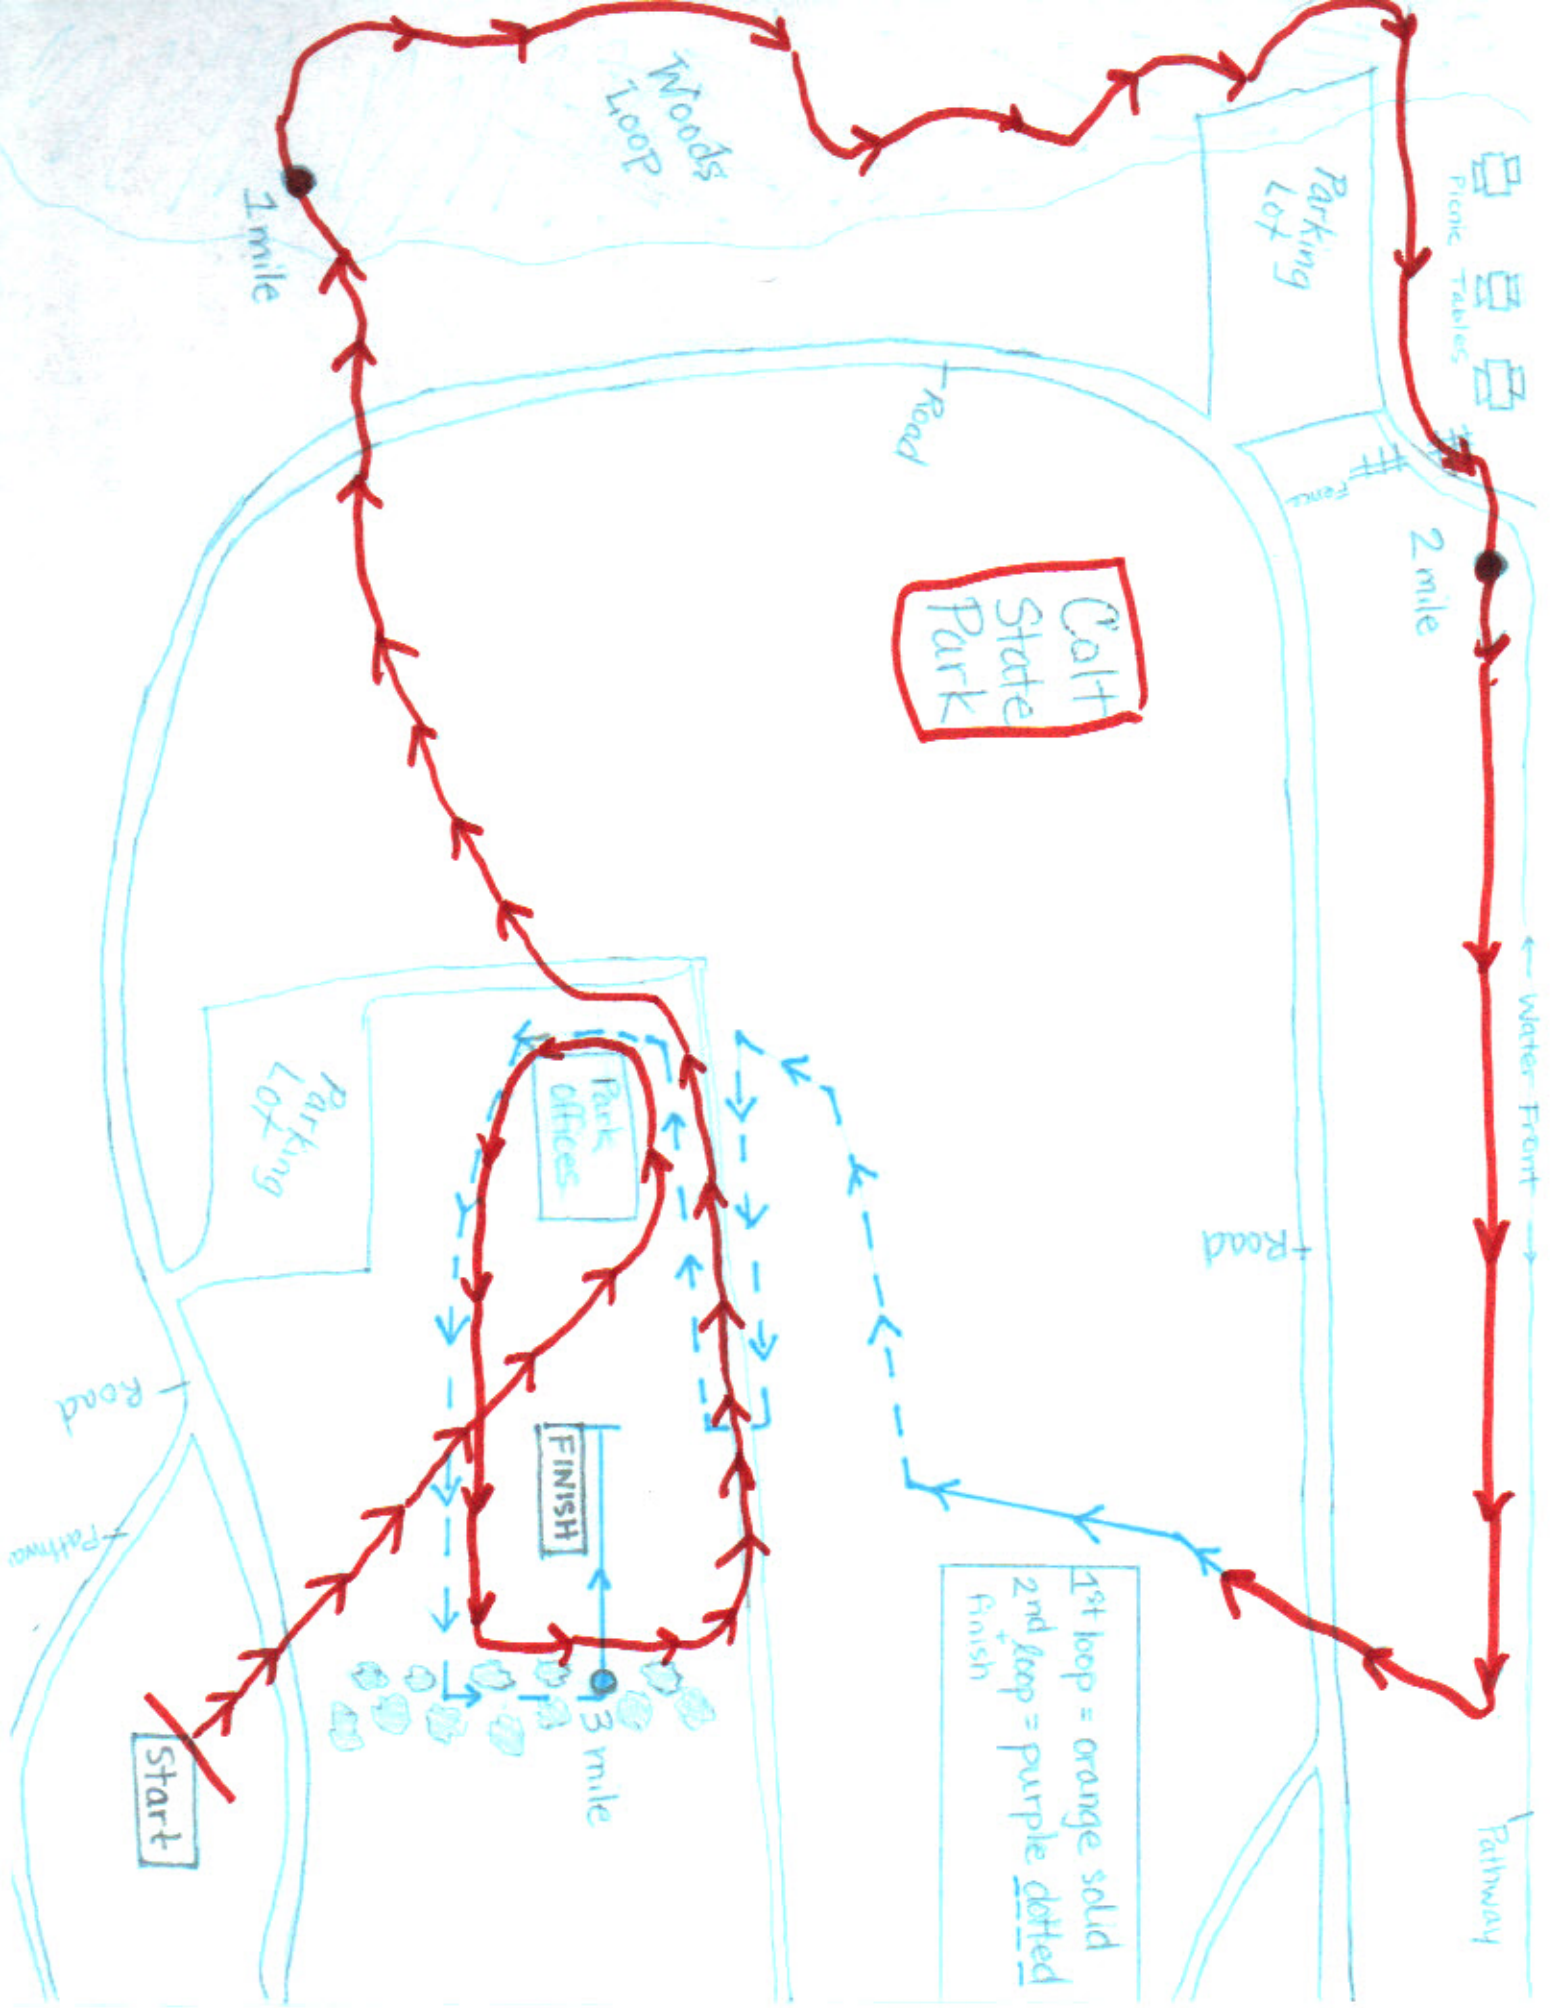 Woods
Loop
Parking
Lot
Picnic Tables
1 mile
Road
Fence
2 mile
Colt
State
Park
← Water Front →
Park
offices
Parking
Lot
Road
Road
FINISH
Pathwa
1st loop = orange solid
2nd loop = purple dotted
finish
3 mile
Start
Pathway